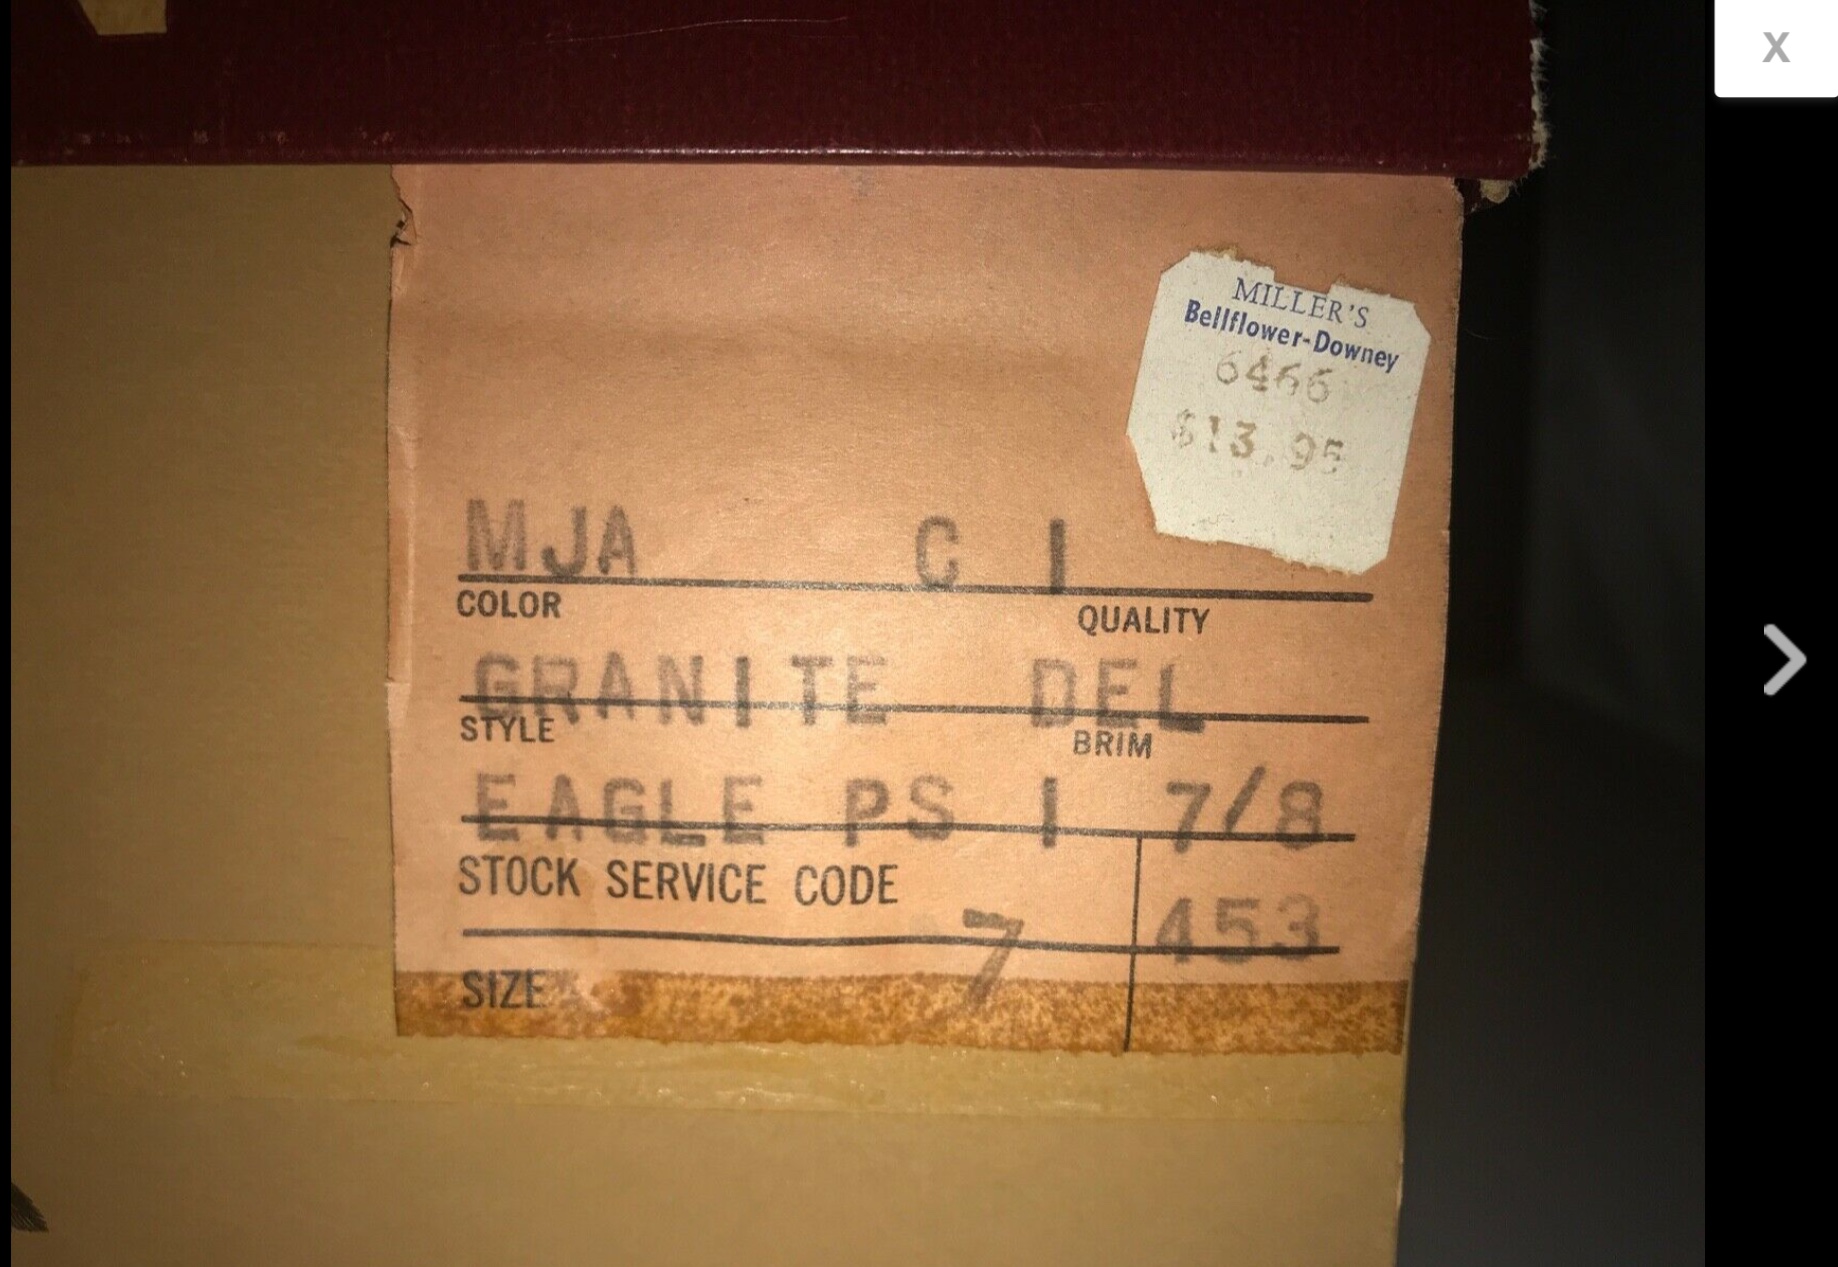 X
MILLER'S
Bellflower-Downey
6466
$13.95
MJA C I
COLOR QUALITY
GRANITE DEL
STYLE BRIM
EAGLE PS I 7/8
STOCK SERVICE CODE
7 453
SIZE